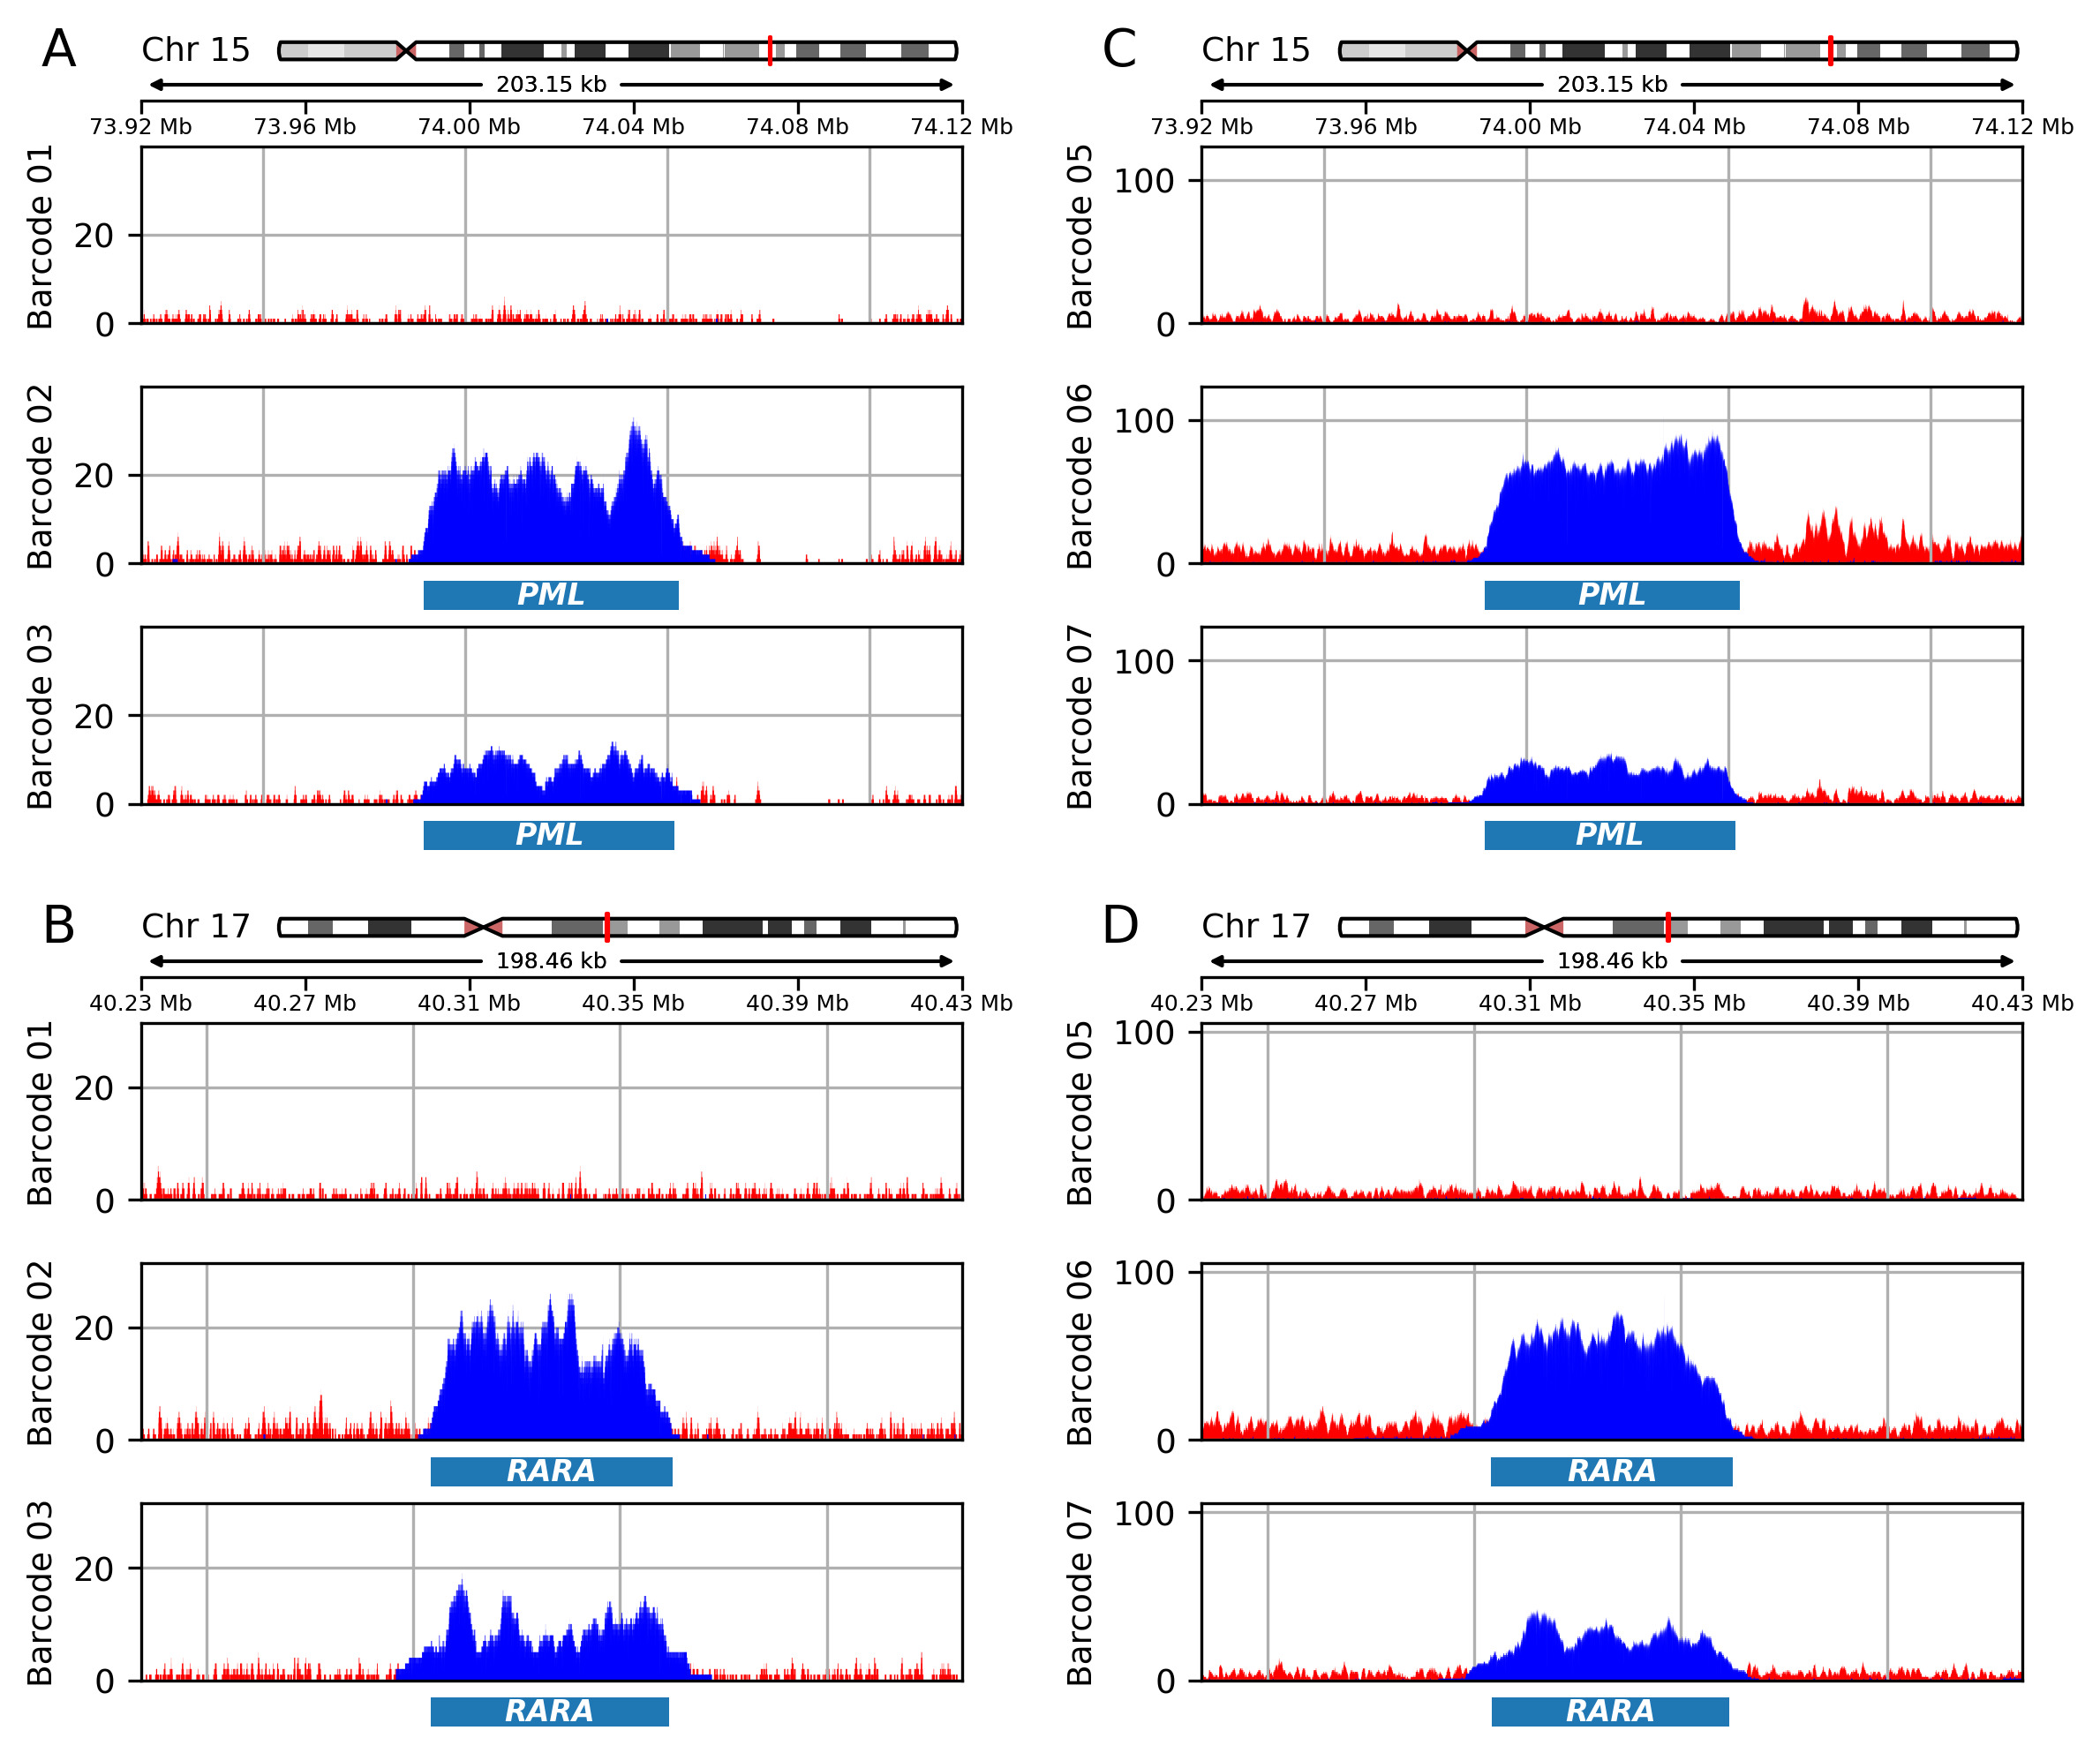 A
Chr 15
203.15 kb
73.92 Mb 73.96 Mb 74.00 Mb 74.04 Mb 74.08 Mb 74.12 Mb
Barcode 01
20
0
Barcode 02
20
0
PML
Barcode 03
20
0
PML
B
Chr 17
198.46 kb
40.23 Mb 40.27 Mb 40.31 Mb 40.35 Mb 40.39 Mb 40.43 Mb
Barcode 01
20
0
Barcode 02
20
0
RARA
Barcode 03
20
0
RARA
C
Chr 15
203.15 kb
73.92 Mb 73.96 Mb 74.00 Mb 74.04 Mb 74.08 Mb 74.12 Mb
Barcode 05
100
0
Barcode 06
100
0
PML
Barcode 07
100
0
PML
D
Chr 17
198.46 kb
40.23 Mb 40.27 Mb 40.31 Mb 40.35 Mb 40.39 Mb 40.43 Mb
Barcode 05
100
0
Barcode 06
100
0
RARA
Barcode 07
100
0
RARA